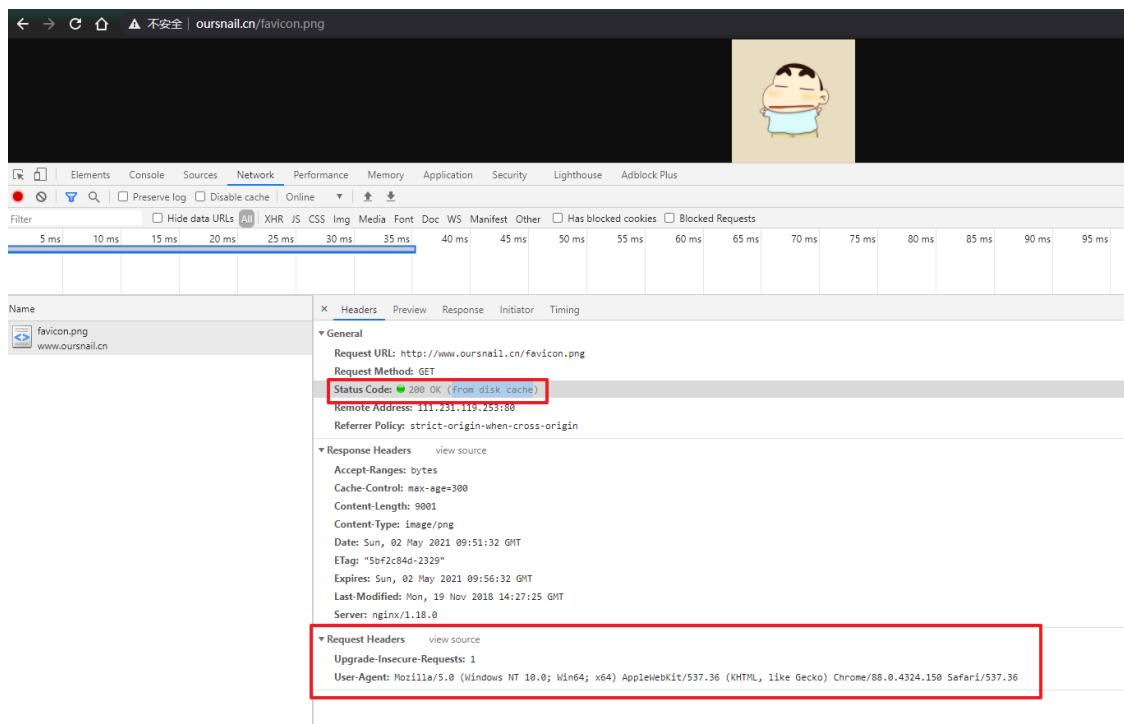 不安全 oursnail.cn/favicon.png
Elements Console Sources Network Performance Memory Application Security Lighthouse Adblock Plus
Preserve log Disable cache Online
Filter Hide data URLs All XHR JS CSS Img Media Font Doc WS Manifest Other Has blocked cookies Blocked Requests
5 ms 10 ms 15 ms 20 ms 25 ms 30 ms 35 ms 40 ms 45 ms 50 ms 55 ms 60 ms 65 ms 70 ms 75 ms 80 ms 85 ms 90 ms 95 ms
Name
favicon.png
www.oursnail.cn
× Headers Preview Response Initiator Timing
General
Request URL: http://www.oursnail.cn/favicon.png
Request Method: GET
Status Code: 200 OK (from disk cache)
Remote Address: 111.231.119.253:80
Referrer Policy: strict-origin-when-cross-origin
Response Headers view source
Accept-Ranges: bytes
Cache-Control: max-age=300
Content-Length: 9001
Content-Type: image/png
Date: Sun, 02 May 2021 09:51:32 GMT
ETag: "5bf2c84d-2329"
Expires: Sun, 02 May 2021 09:56:32 GMT
Last-Modified: Mon, 19 Nov 2018 14:27:25 GMT
Server: nginx/1.18.0
Request Headers view source
Upgrade-Insecure-Requests: 1
User-Agent: Mozilla/5.0 (Windows NT 10.0; Win64; x64) AppleWebKit/537.36 (KHTML, like Gecko) Chrome/88.0.4324.150 Safari/537.36